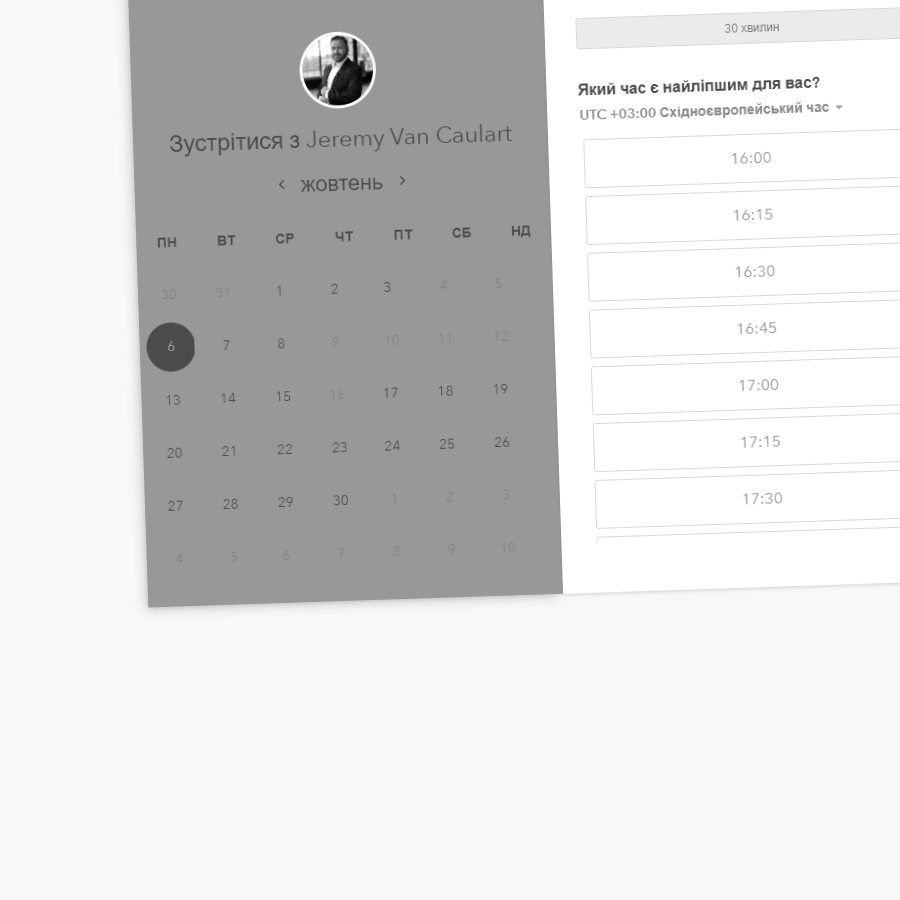 Зустрітися з Jeremy Van Caulart
‹ жовтень ›
ПН ВТ СР ЧТ ПТ СБ НД
30 31 1 2 3 4 5
6 7 8 9 10 11 12
13 14 15 16 17 18 19
20 21 22 23 24 25 26
27 28 29 30 1 2 3
4 5 6 7 8 9 10
30 хвилин
Який час є найліпшим для вас?
UTC +03:00 Східноєвропейський час
16:00
16:15
16:30
16:45
17:00
17:15
17:30